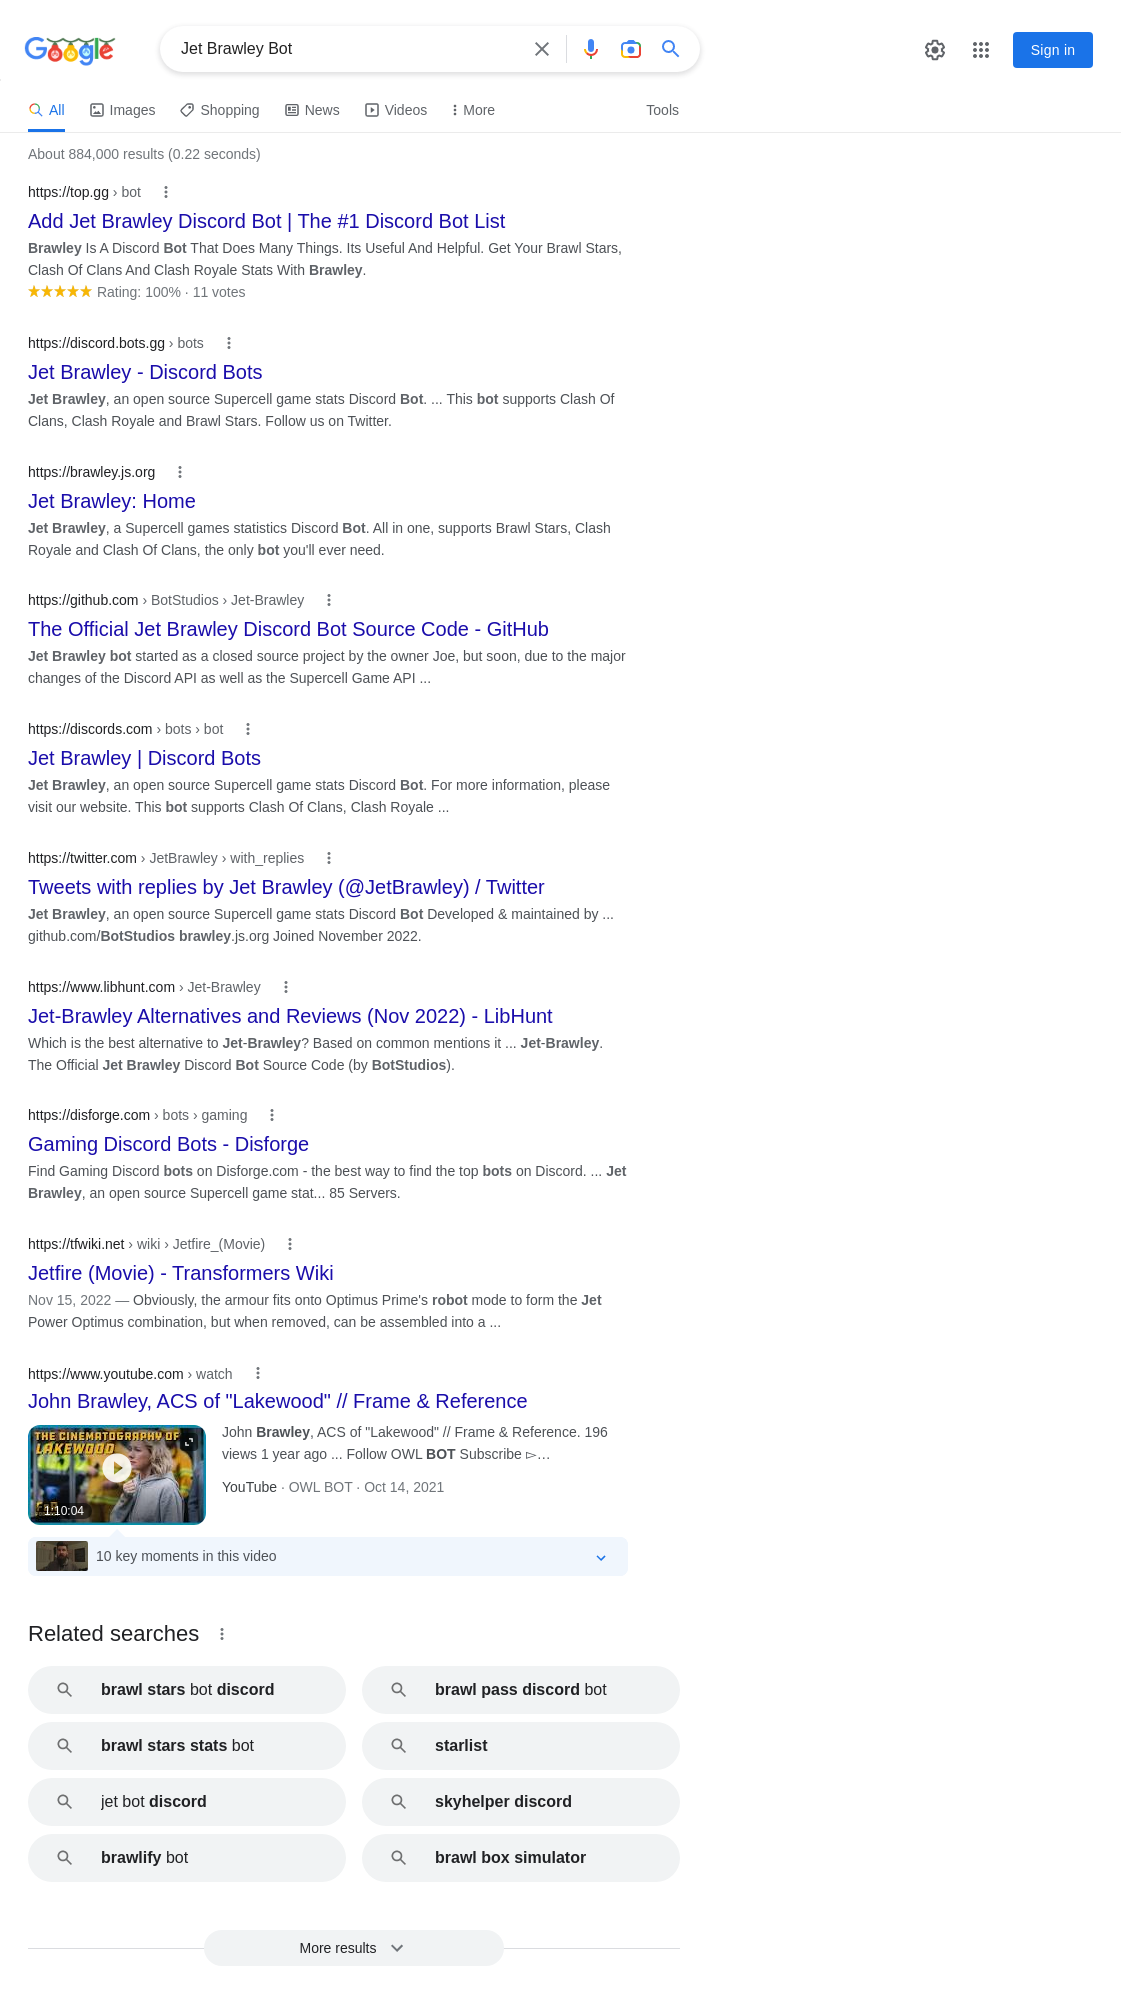 Google
Jet Brawley Bot
Sign in
All
Images
Shopping
News
Videos
More
Tools
About 884,000 results (0.22 seconds)
https://top.gg › bot
Add Jet Brawley Discord Bot | The #1 Discord Bot List
Brawley Is A Discord Bot That Does Many Things. Its Useful And Helpful. Get Your Brawl Stars,
Clash Of Clans And Clash Royale Stats With Brawley.
Rating: 100% · 11 votes
https://discord.bots.gg › bots
Jet Brawley - Discord Bots
Jet Brawley, an open source Supercell game stats Discord Bot. ... This bot supports Clash Of
Clans, Clash Royale and Brawl Stars. Follow us on Twitter.
https://brawley.js.org
Jet Brawley: Home
Jet Brawley, a Supercell games statistics Discord Bot. All in one, supports Brawl Stars, Clash
Royale and Clash Of Clans, the only bot you'll ever need.
https://github.com › BotStudios › Jet-Brawley
The Official Jet Brawley Discord Bot Source Code - GitHub
Jet Brawley bot started as a closed source project by the owner Joe, but soon, due to the major
changes of the Discord API as well as the Supercell Game API ...
https://discords.com › bots › bot
Jet Brawley | Discord Bots
Jet Brawley, an open source Supercell game stats Discord Bot. For more information, please
visit our website. This bot supports Clash Of Clans, Clash Royale ...
https://twitter.com › JetBrawley › with_replies
Tweets with replies by Jet Brawley (@JetBrawley) / Twitter
Jet Brawley, an open source Supercell game stats Discord Bot Developed & maintained by ...
github.com/BotStudios brawley.js.org Joined November 2022.
https://www.libhunt.com › Jet-Brawley
Jet-Brawley Alternatives and Reviews (Nov 2022) - LibHunt
Which is the best alternative to Jet-Brawley? Based on common mentions it ... Jet-Brawley.
The Official Jet Brawley Discord Bot Source Code (by BotStudios).
https://disforge.com › bots › gaming
Gaming Discord Bots - Disforge
Find Gaming Discord bots on Disforge.com - the best way to find the top bots on Discord. ... Jet
Brawley, an open source Supercell game stat... 85 Servers.
https://tfwiki.net › wiki › Jetfire_(Movie)
Jetfire (Movie) - Transformers Wiki
Nov 15, 2022 — Obviously, the armour fits onto Optimus Prime's robot mode to form the Jet
Power Optimus combination, but when removed, can be assembled into a ...
https://www.youtube.com › watch
John Brawley, ACS of "Lakewood" // Frame & Reference
THE CINEMATOGRAPHY OF
LAKEWOOD
1:10:04
John Brawley, ACS of "Lakewood" // Frame & Reference. 196
views 1 year ago ... Follow OWL BOT Subscribe ▻…
YouTube · OWL BOT · Oct 14, 2021
10 key moments in this video
Related searches
brawl stars bot discord
brawl pass discord bot
brawl stars stats bot
starlist
jet bot discord
skyhelper discord
brawlify bot
brawl box simulator
More results